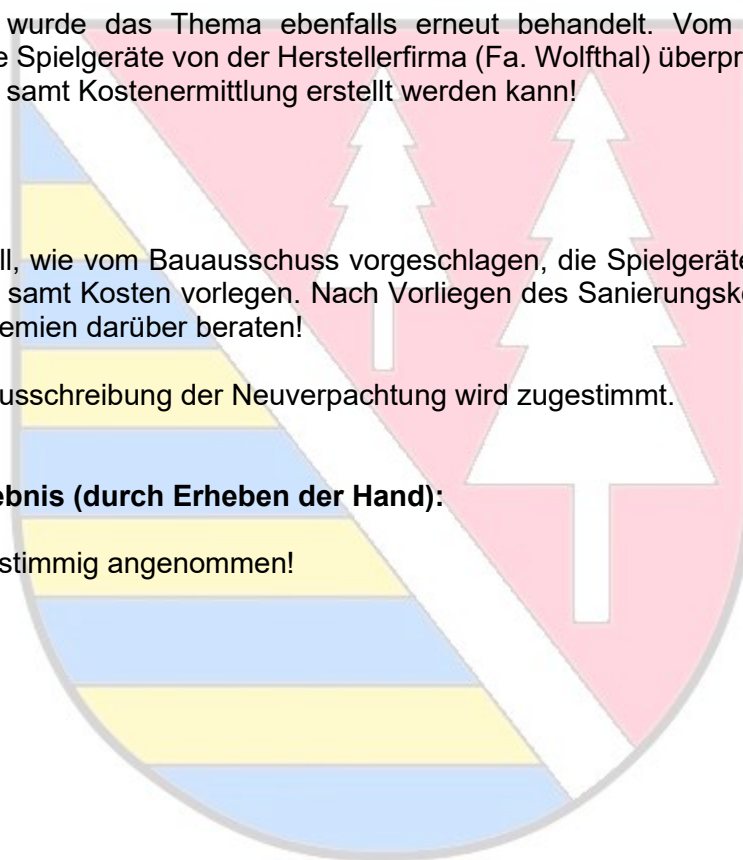 wurde das Thema ebenfalls erneut behandelt. Vom
e Spielgeräte von der Herstellerfirma (Fa. Wolfthal) überpr
samt Kostenermittlung erstellt werden kann!
ll, wie vom Bauausschuss vorgeschlagen, die Spielgeräte
samt Kosten vorlegen. Nach Vorliegen des Sanierungsk
emien darüber beraten!
usschreibung der Neuverpachtung wird zugestimmt.
ebnis (durch Erheben der Hand):
stimmig angenommen!